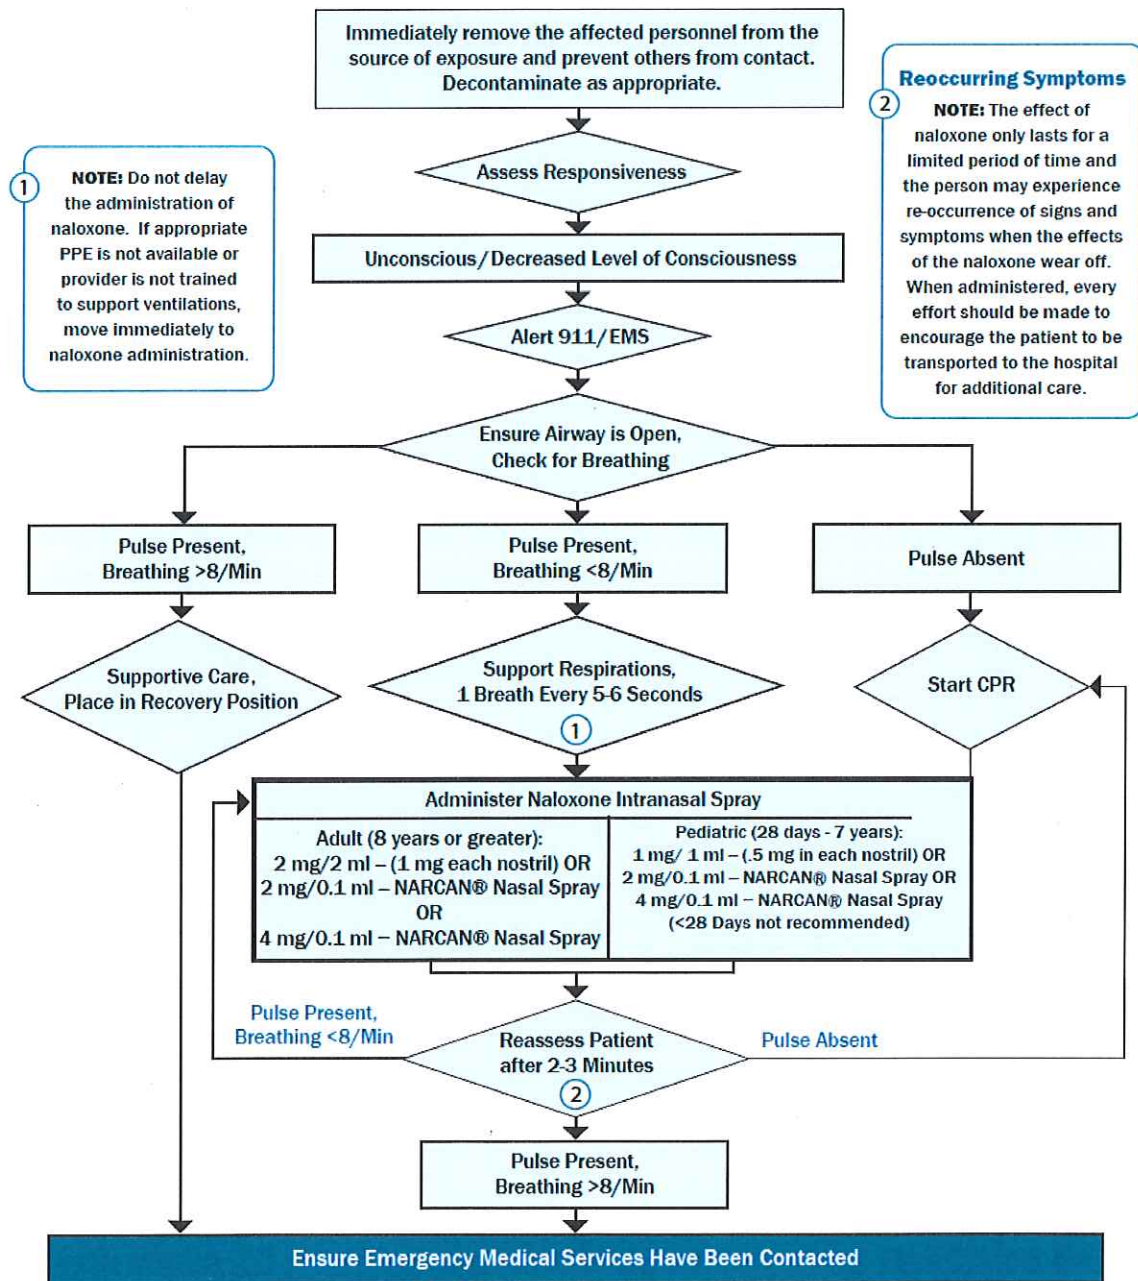 Immediately remove the affected personnel from the
source of exposure and prevent others from contact.
Decontaminate as appropriate.
1
NOTE: Do not delay
the administration of
naloxone. If appropriate
PPE is not available or
provider is not trained
to support ventilations,
move immediately to
naloxone administration.
2
Reoccurring Symptoms
NOTE: The effect of
naloxone only lasts for a
limited period of time and
the person may experience
re-occurrence of signs and
symptoms when the effects
of the naloxone wear off.
When administered, every
effort should be made to
encourage the patient to be
transported to the hospital
for additional care.
Assess Responsiveness
Unconscious/Decreased Level of Consciousness
Alert 911/EMS
Ensure Airway is Open,
Check for Breathing
Pulse Present,
Breathing >8/Min
Pulse Present,
Breathing <8/Min
Pulse Absent
Supportive Care,
Place in Recovery Position
Support Respirations,
1 Breath Every 5-6 Seconds
1
Start CPR
Administer Naloxone Intranasal Spray
Adult (8 years or greater):
2 mg/2 ml – (1 mg each nostril) OR
2 mg/0.1 ml – NARCAN® Nasal Spray
OR
4 mg/0.1 ml – NARCAN® Nasal Spray
Pediatric (28 days - 7 years):
1 mg/ 1 ml – (.5 mg in each nostril) OR
2 mg/0.1 ml – NARCAN® Nasal Spray OR
4 mg/0.1 ml – NARCAN® Nasal Spray
(<28 Days not recommended)
Pulse Present,
Breathing <8/Min
Reassess Patient
after 2-3 Minutes
2
Pulse Absent
Pulse Present,
Breathing >8/Min
Ensure Emergency Medical Services Have Been Contacted